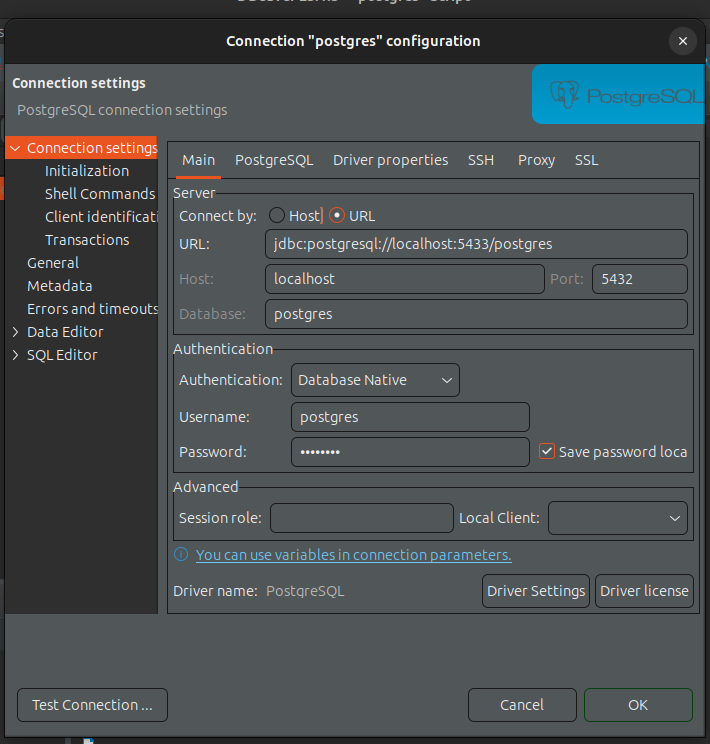 Connection "postgres" configuration
Connection settings
PostgreSQL connection settings
PostgreSQL
Connection settings
Initialization
Shell Commands
Client identificati
Transactions
General
Metadata
Errors and timeouts
Data Editor
SQL Editor
Main PostgreSQL Driver properties SSH Proxy SSL
Server
Connect by: Host URL
URL: jdbc:postgresql://localhost:5433/postgres
Host: localhost Port: 5432
Database: postgres
Authentication
Authentication: Database Native
Username: postgres
Password: ••••••••  Save password loca
Advanced
Session role: Local Client:
You can use variables in connection parameters.
Driver name: PostgreSQL Driver Settings Driver license
Test Connection ... Cancel OK